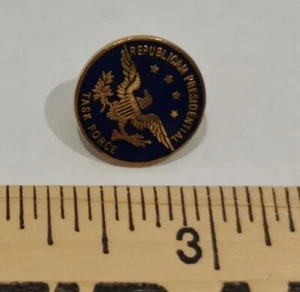 REPUBLICAN PRESIDENTIAL
TASK FORCE
3